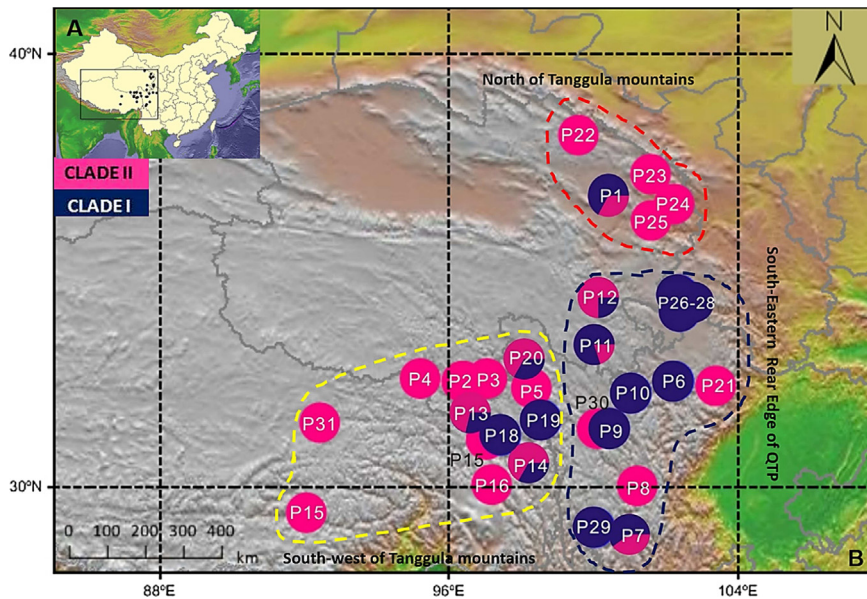 A
N
40°N
North of Tanggula mountains
P22
CLADE II
P23
CLADE I
P1
P24
P25
South-Eastern Rear Edge of QTP
P12
P26-28
P11
P20
P4
P2
P3
P5
P6
P21
P10
P30
P13
P31
P19
P9
P18
P15
P14
30°N
P16
P8
P15
P29
P7
0 100 200 300 400
km
South-west of Tanggula mountains
B
88°E
96°E
104°E